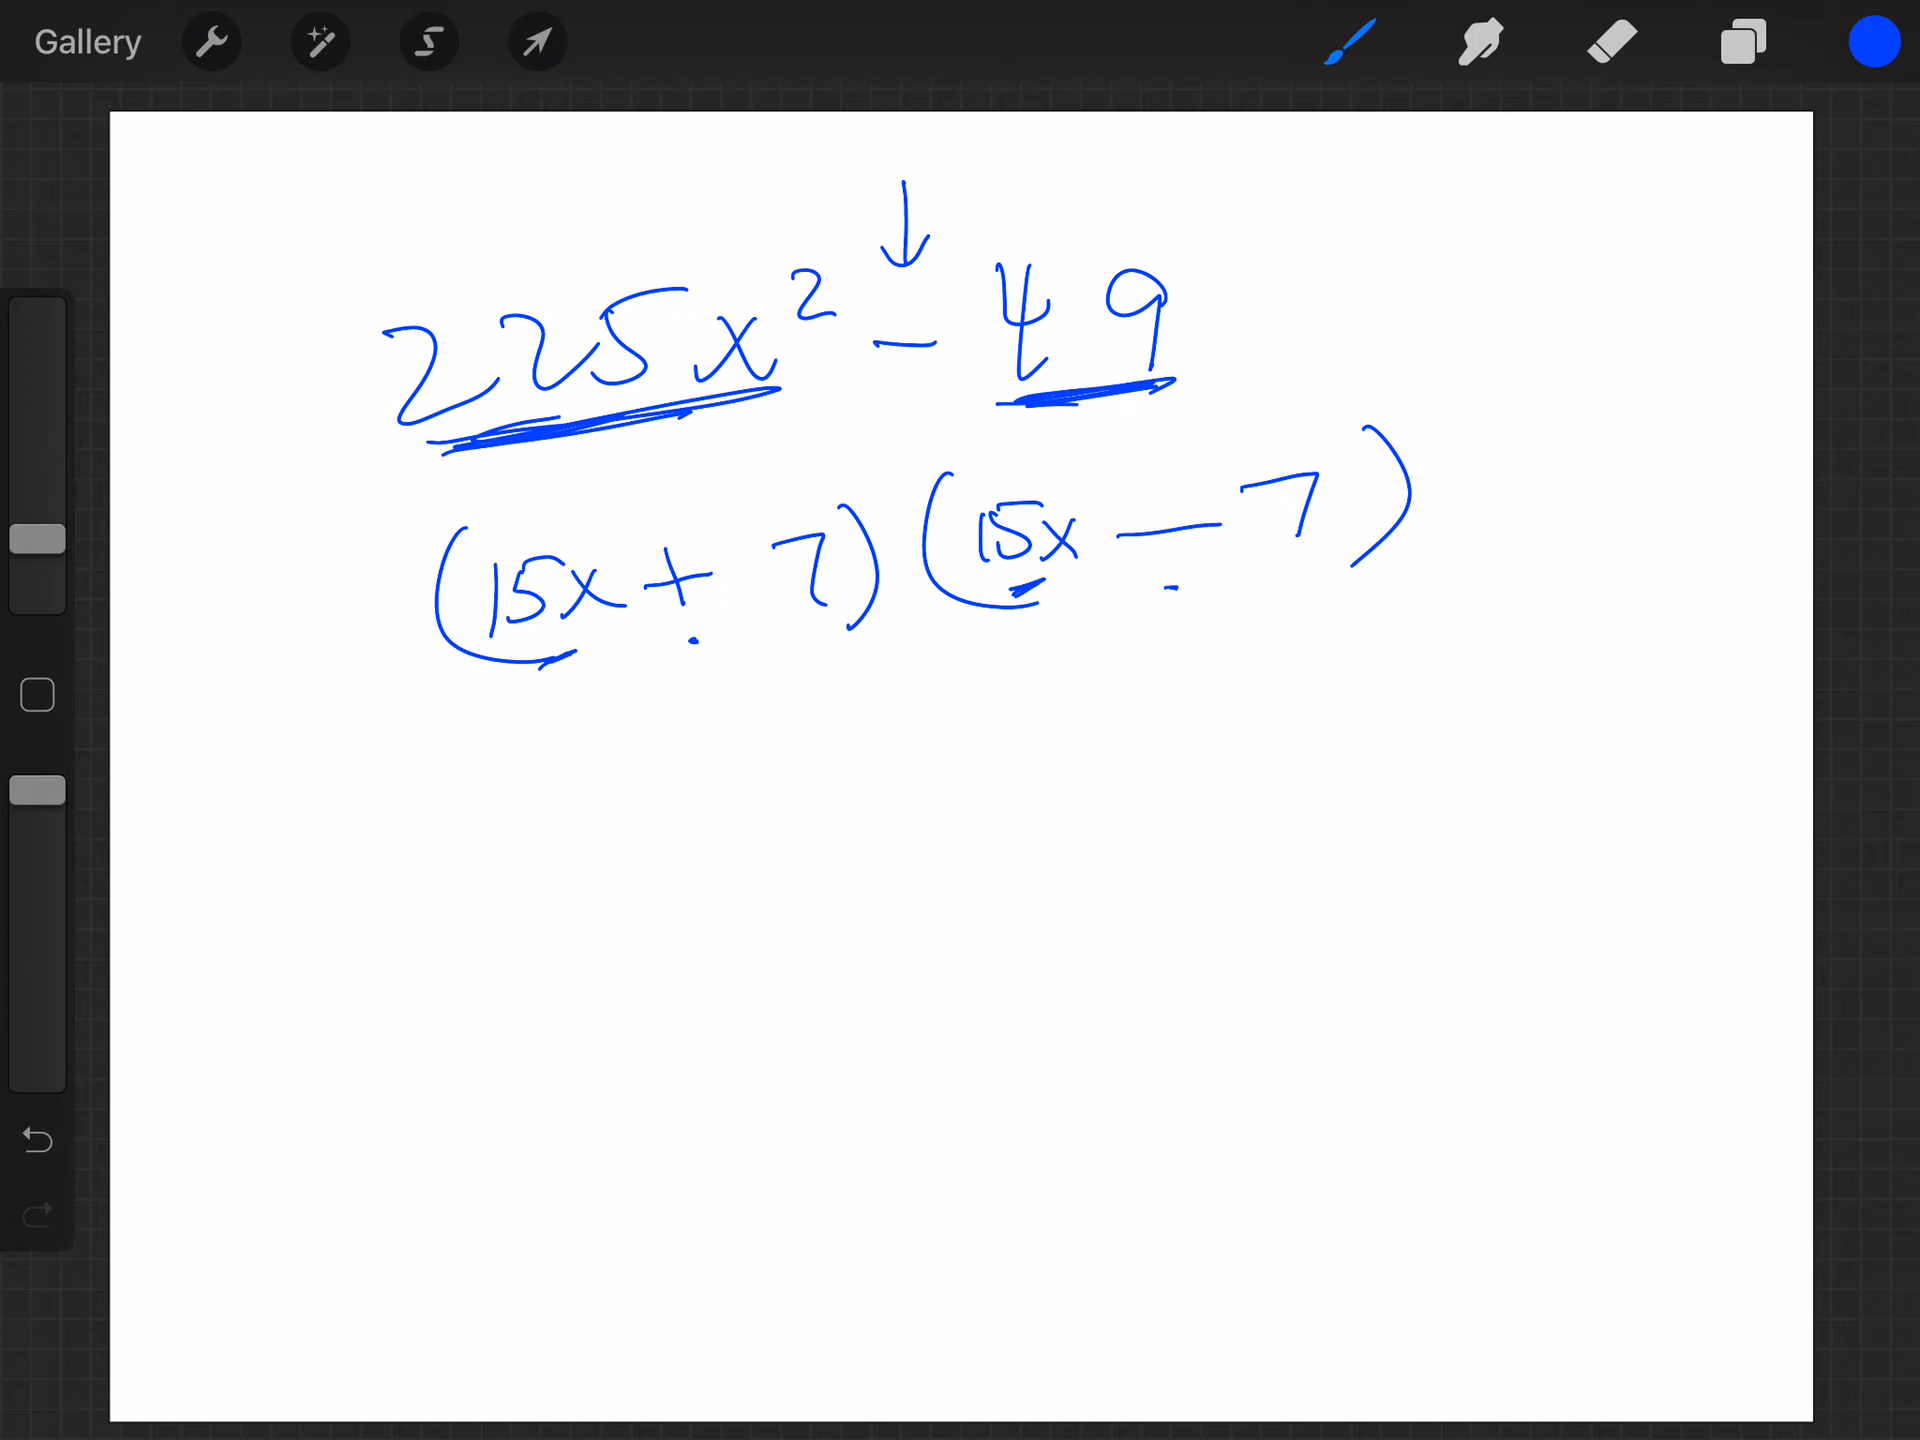 Gallery
225x² - 49
(15x + 7)(15x - 7)